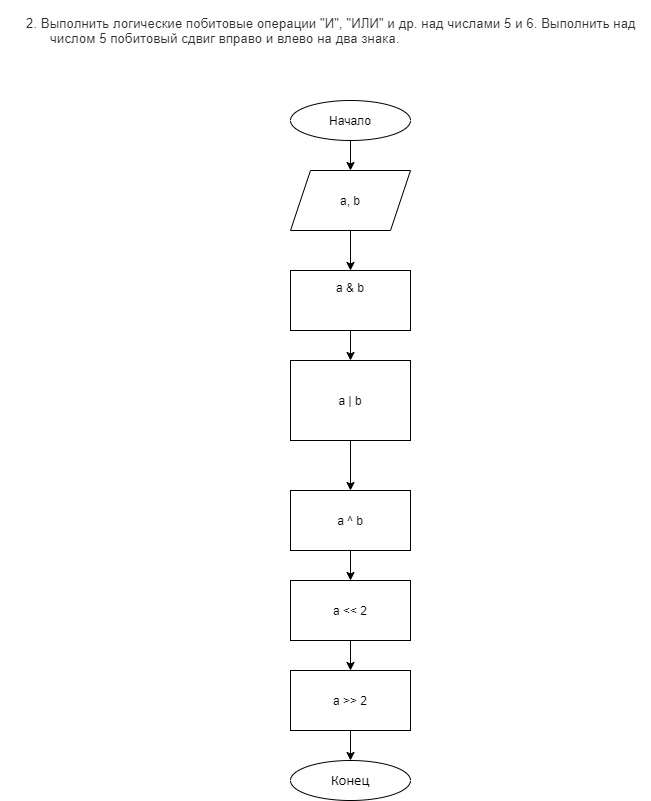 2. Выполнить логические побитовые операции "И", "ИЛИ" и др. над числами 5 и 6. Выполнить над
числом 5 побитовый сдвиг вправо и влево на два знака.
Начало
a, b
a & b
a | b
a ^ b
a << 2
a >> 2
Конец